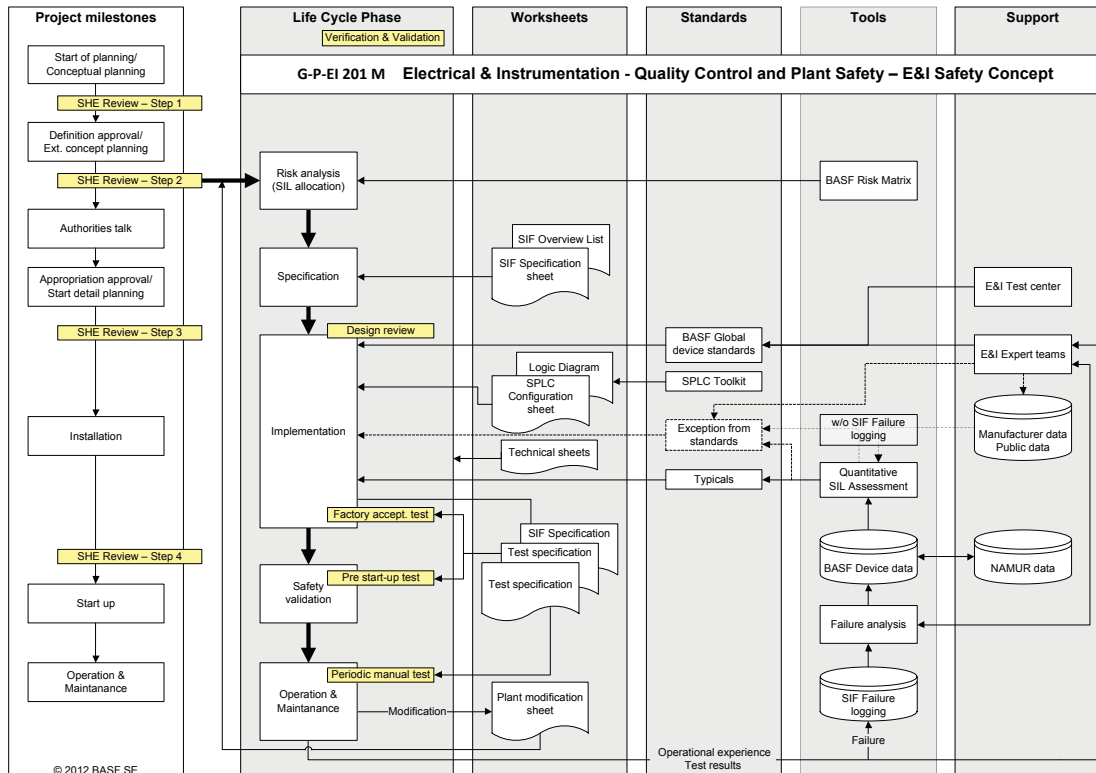 Project milestones
Life Cycle Phase
Worksheets
Standards
Tools
Support
Verification & Validation
G-P-EI 201 M Electrical & Instrumentation - Quality Control and Plant Safety – E&I Safety Concept
Start of planning/
Conceptual planning
SHE Review – Step 1
Definition approval/
Ext. concept planning
SHE Review – Step 2
Authorities talk
Appropriation approval/
Start detail planning
SHE Review – Step 3
Installation
SHE Review – Step 4
Start up
Operation &
Maintanance
© 2012 BASF SE
Risk analysis
(SIL allocation)
Specification
Design review
Implementation
Factory accept. test
Pre start-up test
Safety
validation
Periodic manual test
Operation &
Maintanance
Modification
SIF Overview List
SIF Specification
sheet
Logic Diagram
SPLC
Configuration
sheet
Technical sheets
SIF Specification
Test specification
Test specification
Plant modification
sheet
BASF Global
device standards
SPLC Toolkit
Exception from
standards
Typicals
Operational experience
Test results
BASF Risk Matrix
w/o SIF Failure
logging
Quantitative
SIL Assessment
BASF Device data
Failure analysis
SIF Failure
logging
Failure
E&I Test center
E&I Expert teams
Manufacturer data
Public data
NAMUR data